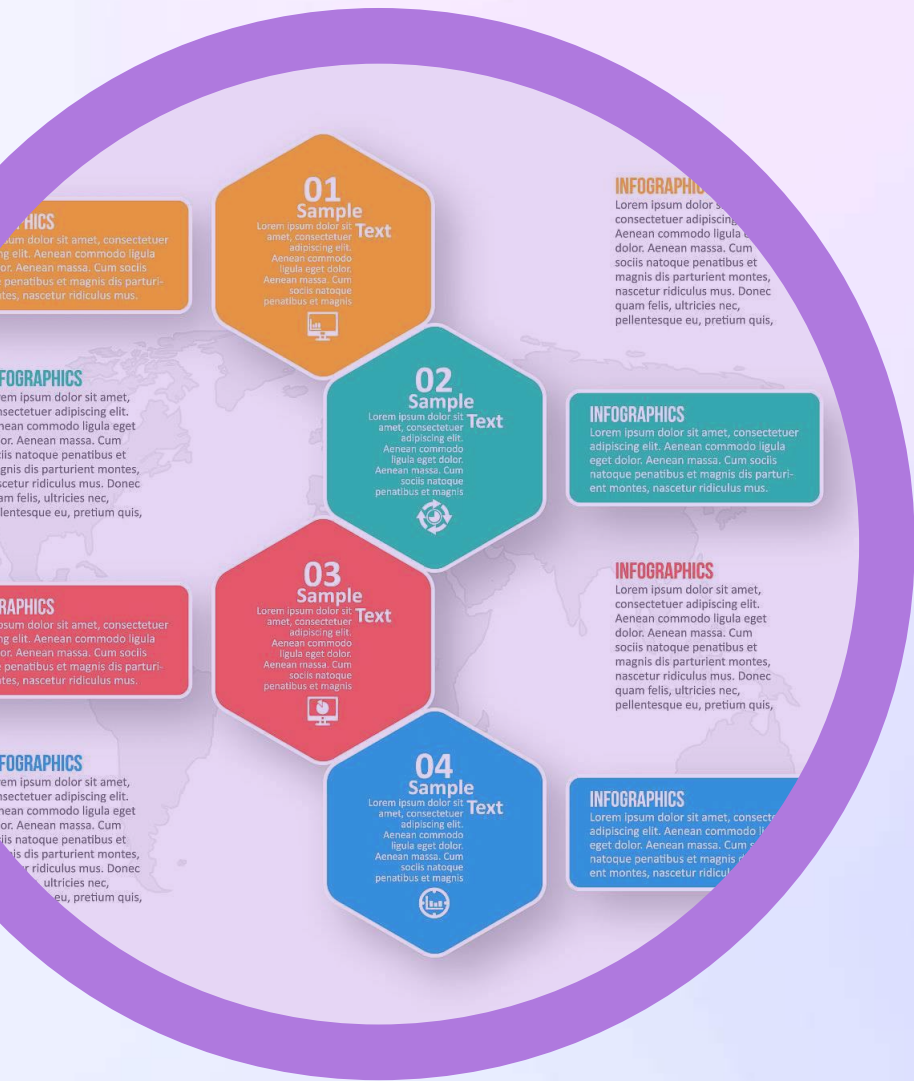 01
Sample
Text
Lorem ipsum dolor sit
amet, consectetuer
adipiscing elit.
Aenean commodo
ligula eget dolor.
Aenean massa. Cum
sociis natoque
penatibus et magnis
dolor sit amet, consectetuer
elit. Aenean commodo ligula
Aenean massa. Cum sociis
penatibus et magnis dis parturi-
nascetur ridiculus mus.
Lorem ipsum dolor
consectetuer adipiscing
Aenean commodo ligula
dolor. Aenean massa. Cum
sociis natoque penatibus et
magnis dis parturient montes,
nascetur ridiculus mus. Donec
quam felis, ultricies nec,
pellentesque eu, pretium quis,
02
Sample
Text
Lorem ipsum dolor sit
amet, consectetuer
adipiscing elit.
Aenean commodo
ligula eget dolor.
Aenean massa. Cum
sociis natoque
penatibus et magnis
ipsum dolor sit amet,
adipiscing elit.
commodo ligula eget
Aenean massa. Cum
natoque penatibus et
dis parturient montes,
ridiculus mus. Donec
felis, ultricies nec,
eu, pretium quis,
INFOGRAPHICS
Lorem ipsum dolor sit amet, consectetuer
adipiscing elit. Aenean commodo ligula
eget dolor. Aenean massa. Cum sociis
natoque penatibus et magnis dis parturi-
ent montes, nascetur ridiculus mus.
03
Sample
Text
Lorem ipsum dolor sit
amet, consectetuer
adipiscing elit.
Aenean commodo
ligula eget dolor.
Aenean massa. Cum
sociis natoque
penatibus et magnis
dolor sit amet, consectetuer
elit. Aenean commodo ligula
Aenean massa. Cum sociis
penatibus et magnis dis parturi-
nascetur ridiculus mus.
INFOGRAPHICS
Lorem ipsum dolor sit amet,
consectetuer adipiscing elit.
Aenean commodo ligula eget
dolor. Aenean massa. Cum
sociis natoque penatibus et
magnis dis parturient montes,
nascetur ridiculus mus. Donec
quam felis, ultricies nec,
pellentesque eu, pretium quis,
04
Sample
Text
Lorem ipsum dolor sit
amet, consectetuer
adipiscing elit.
Aenean commodo
ligula eget dolor.
Aenean massa. Cum
sociis natoque
penatibus et magnis
ipsum dolor sit amet,
adipiscing elit.
commodo ligula eget
Aenean massa. Cum
natoque penatibus et
dis parturient montes,
ridiculus mus. Donec
ultricies nec,
eu, pretium quis,
INFOGRAPHICS
Lorem ipsum dolor sit amet,
adipiscing elit. Aenean commodo
eget dolor. Aenean massa. Cum
natoque penatibus et magnis
ent montes, nascetur